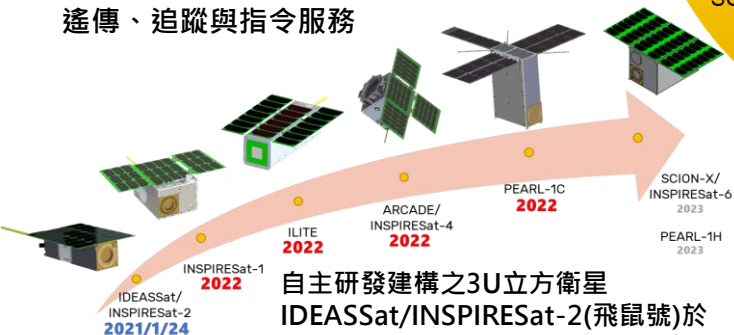 遙傳、追蹤與指令服務
IDEASSat/
INSPIRESat-2
2021/1/24
INSPIRESat-1
2022
ILITE
2022
ARCADE/
INSPIRESat-4
2022
PEARL-1C
2022
SCION-X/
INSPIRESat-6
2023
PEARL-1H
2023
自主研發建構之3U立方衛星
IDEASSat/INSPIRESat-2(飛鼠號)於